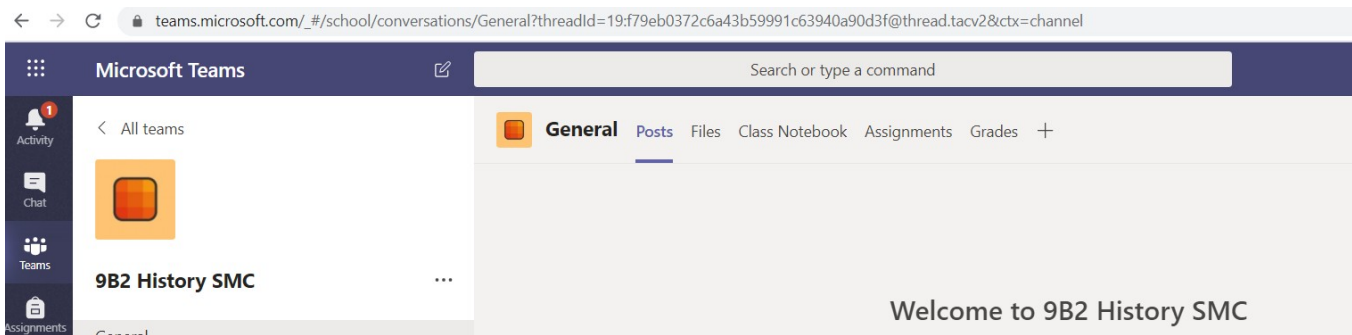 teams.microsoft.com/_#/school/conversations/General?threadId=19:f79eb0372c6a43b59991c63940a90d3f@thread.tacv2&ctx=channel
Microsoft Teams
Search or type a command
1
Activity
< All teams
General Posts Files Class Notebook Assignments Grades +
Chat
Teams
9B2 History SMC ...
Welcome to 9B2 History SMC
Assignments
General